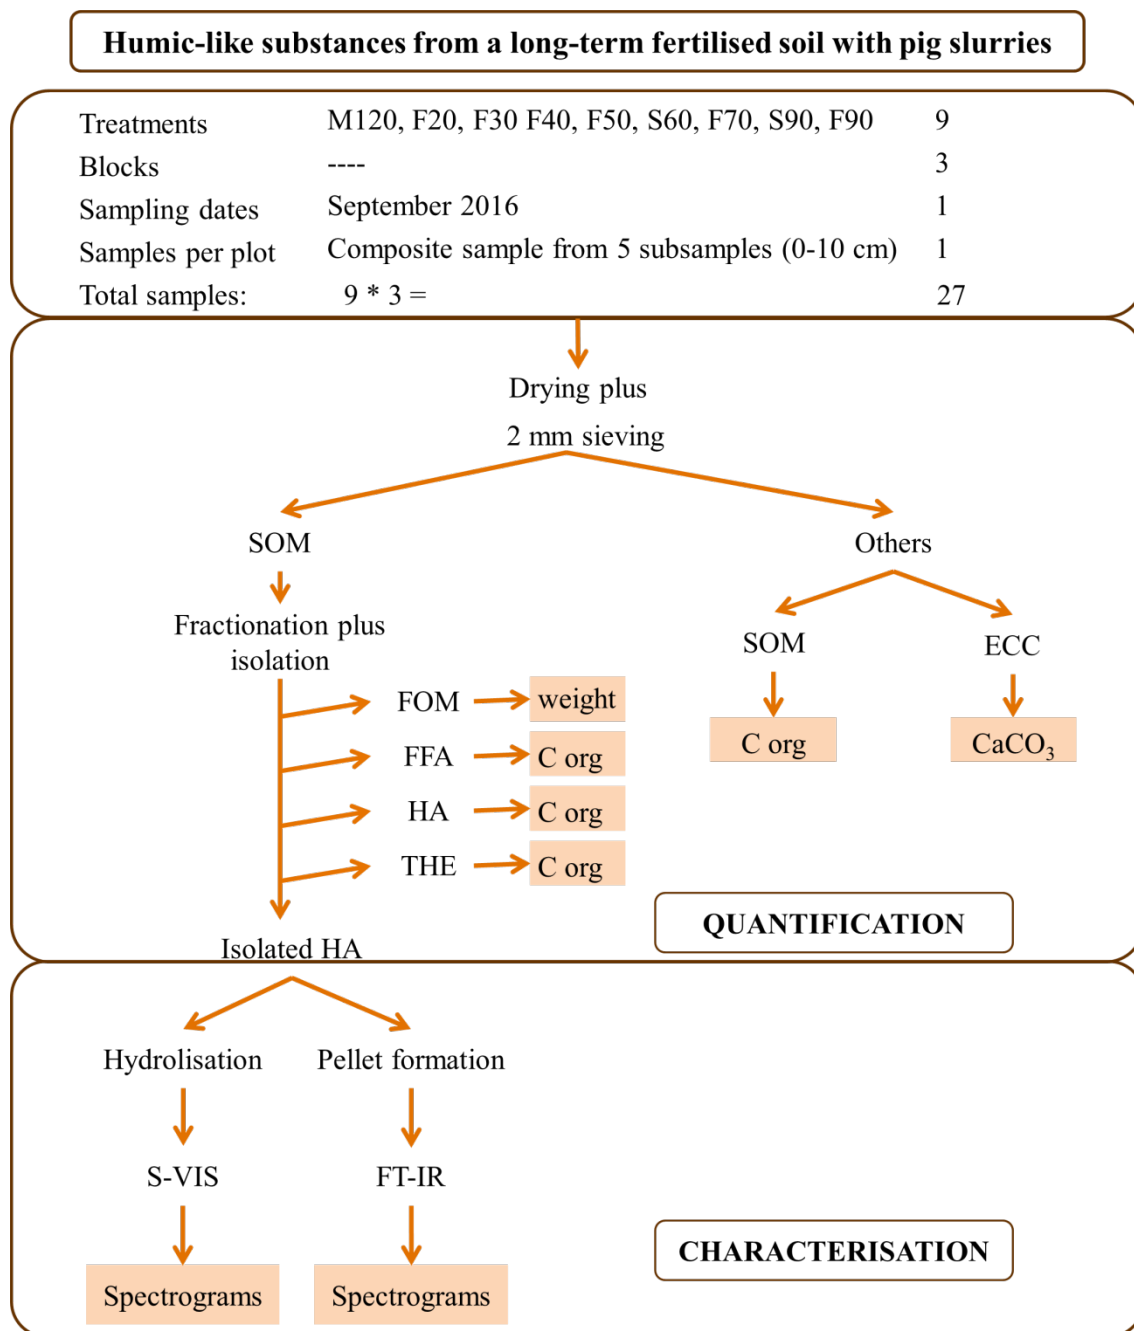 Humic-like substances from a long-term fertilised soil with pig slurries
Treatments M120, F20, F30 F40, F50, S60, F70, S90, F90 9
Blocks ---- 3
Sampling dates September 2016 1
Samples per plot Composite sample from 5 subsamples (0-10 cm) 1
Total samples: 9 * 3 = 27
Drying plus
2 mm sieving
SOM Others
Fractionation plus
isolation
SOM ECC
FOM weight
FFA C org
HA C org
THE C org
C org CaCO₃
QUANTIFICATION
Isolated HA
Hydrolisation Pellet formation
S-VIS FT-IR
Spectrograms Spectrograms
CHARACTERISATION